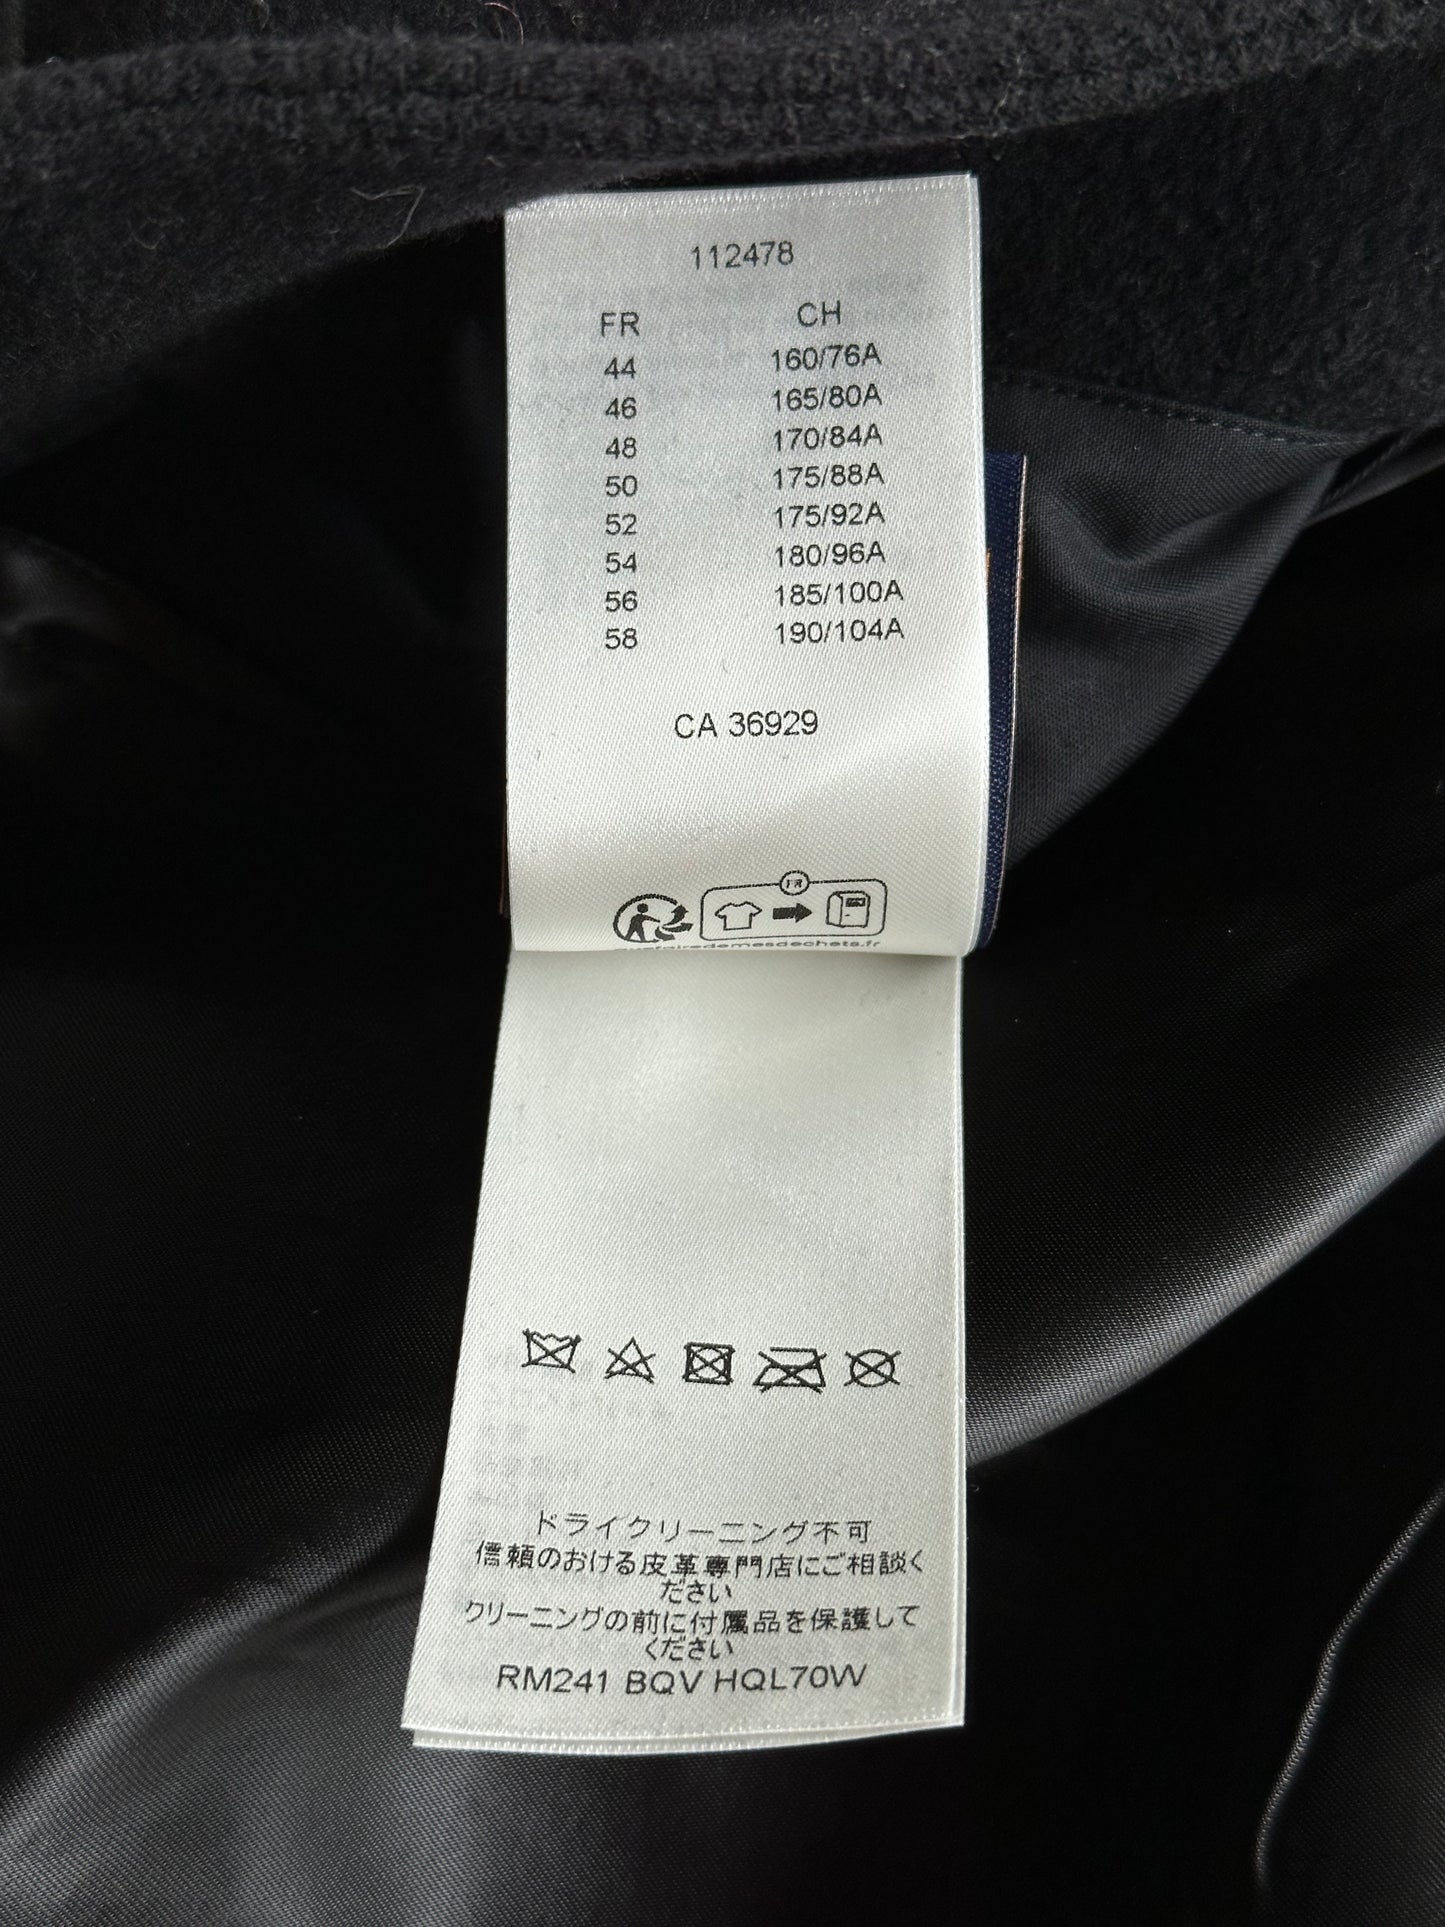 112478
FR CH
44 160/76A
46 165/80A
48 170/84A
50 175/88A
52 175/92A
54 180/96A
56 185/100A
58 190/104A
CA 36929
FR
quefairedemesdechets.fr
ドライクリーニング不可
信頼のおける皮革専門店にご相談く
ださい
クリーニングの前に付属品を保護して
ください
RM241 BQV HQL70W